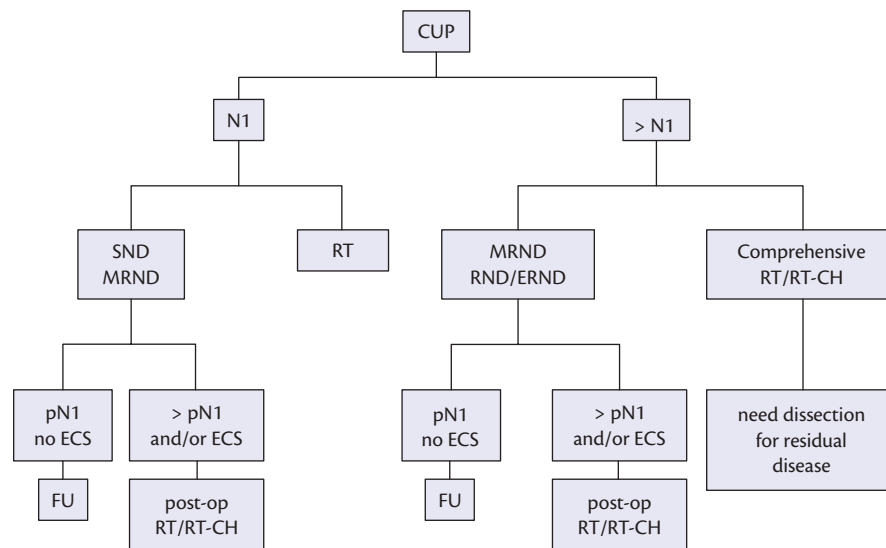 CUP
N1
> N1
SND
MRND
RT
MRND
RND/ERND
Comprehensive
RT/RT-CH
pN1
no ECS
> pN1
and/or ECS
pN1
no ECS
> pN1
and/or ECS
need dissection
for residual
disease
FU
post-op
RT/RT-CH
FU
post-op
RT/RT-CH